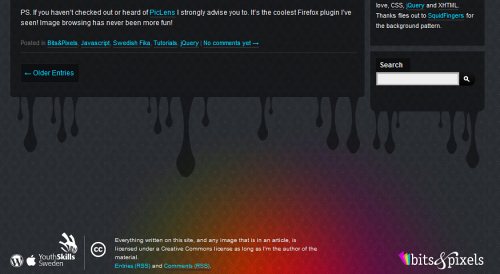 PS. If you haven't checked out or heard of PicLens I strongly advise you to. It's the coolest Firefox plugin I've
seen! Image browsing has never been more fun!
Posted in Bits&Pixels, Javascript, Swedish Fika, Tutorials, jQuery | No comments yet →
← Older Entries
love, CSS, jQuery and XHTML.
Thanks flies out to SquidFingers for
the background pattern.
Search
YouthSkills
Sweden
cc
Everything written on this site, and any image that is in an article, is
licensed under a Creative Commons license as long as I'm the author of the
material.
Entries (RSS) and Comments (RSS).
bits&pixels